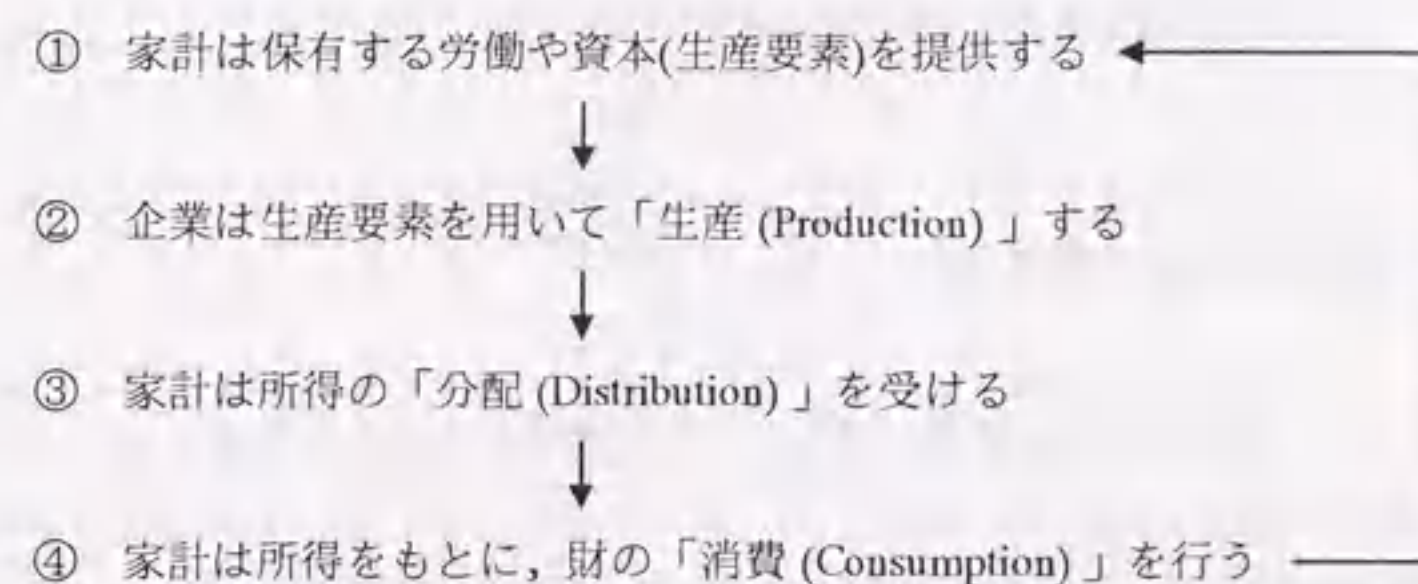 ① 家計は保有する労働や資本(生産要素)を提供する
② 企業は生産要素を用いて「生産 (Production) 」する
③ 家計は所得の「分配 (Distribution) 」を受ける
④ 家計は所得をもとに，財の「消費 (Consumption) 」を行う